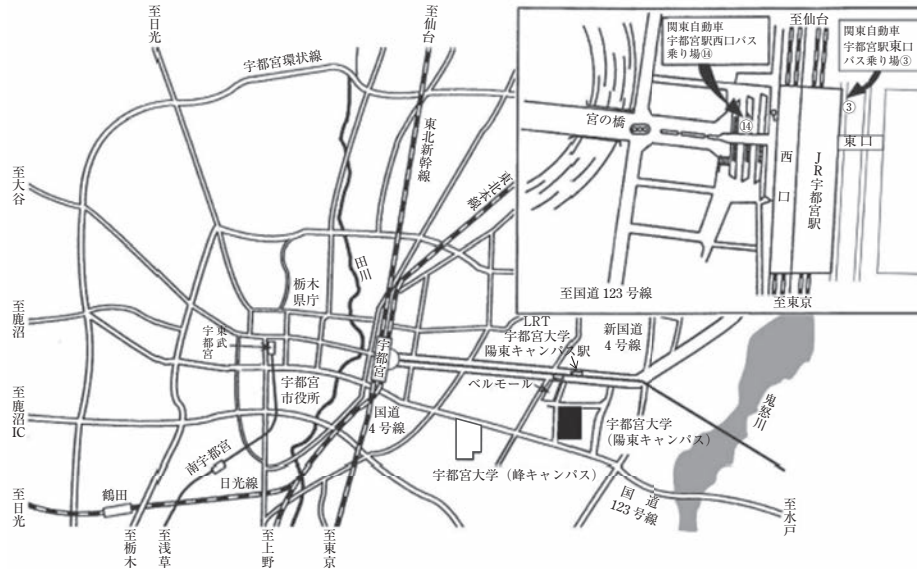 至日光
至仙台
宇都宮環状線
東北新幹線
東北本線
至大谷
田川
栃木
県庁
至鹿沼
東武
宇都宮
宇都宮
宇都宮
市役所
国道
4号線
至鹿沼IC
南宇都宮
日光線
鶴田
至日光
至栃木
至浅草
至上野
至東京
LRT
宇都宮大学
陽東キャンパス駅
新国道
4号線
ベルモール
宇都宮大学
（陽東キャンパス）
宇都宮大学（峰キャンパス）
鬼怒川
国道
123号線
至水戸
関東自動車
宇都宮駅西口バス
乗り場⑭
至仙台
関東自動車
宇都宮駅東口
バス乗り場③
③
宮の橋
⑭
東口
西口
JR宇都宮駅
至国道123号線
至東京